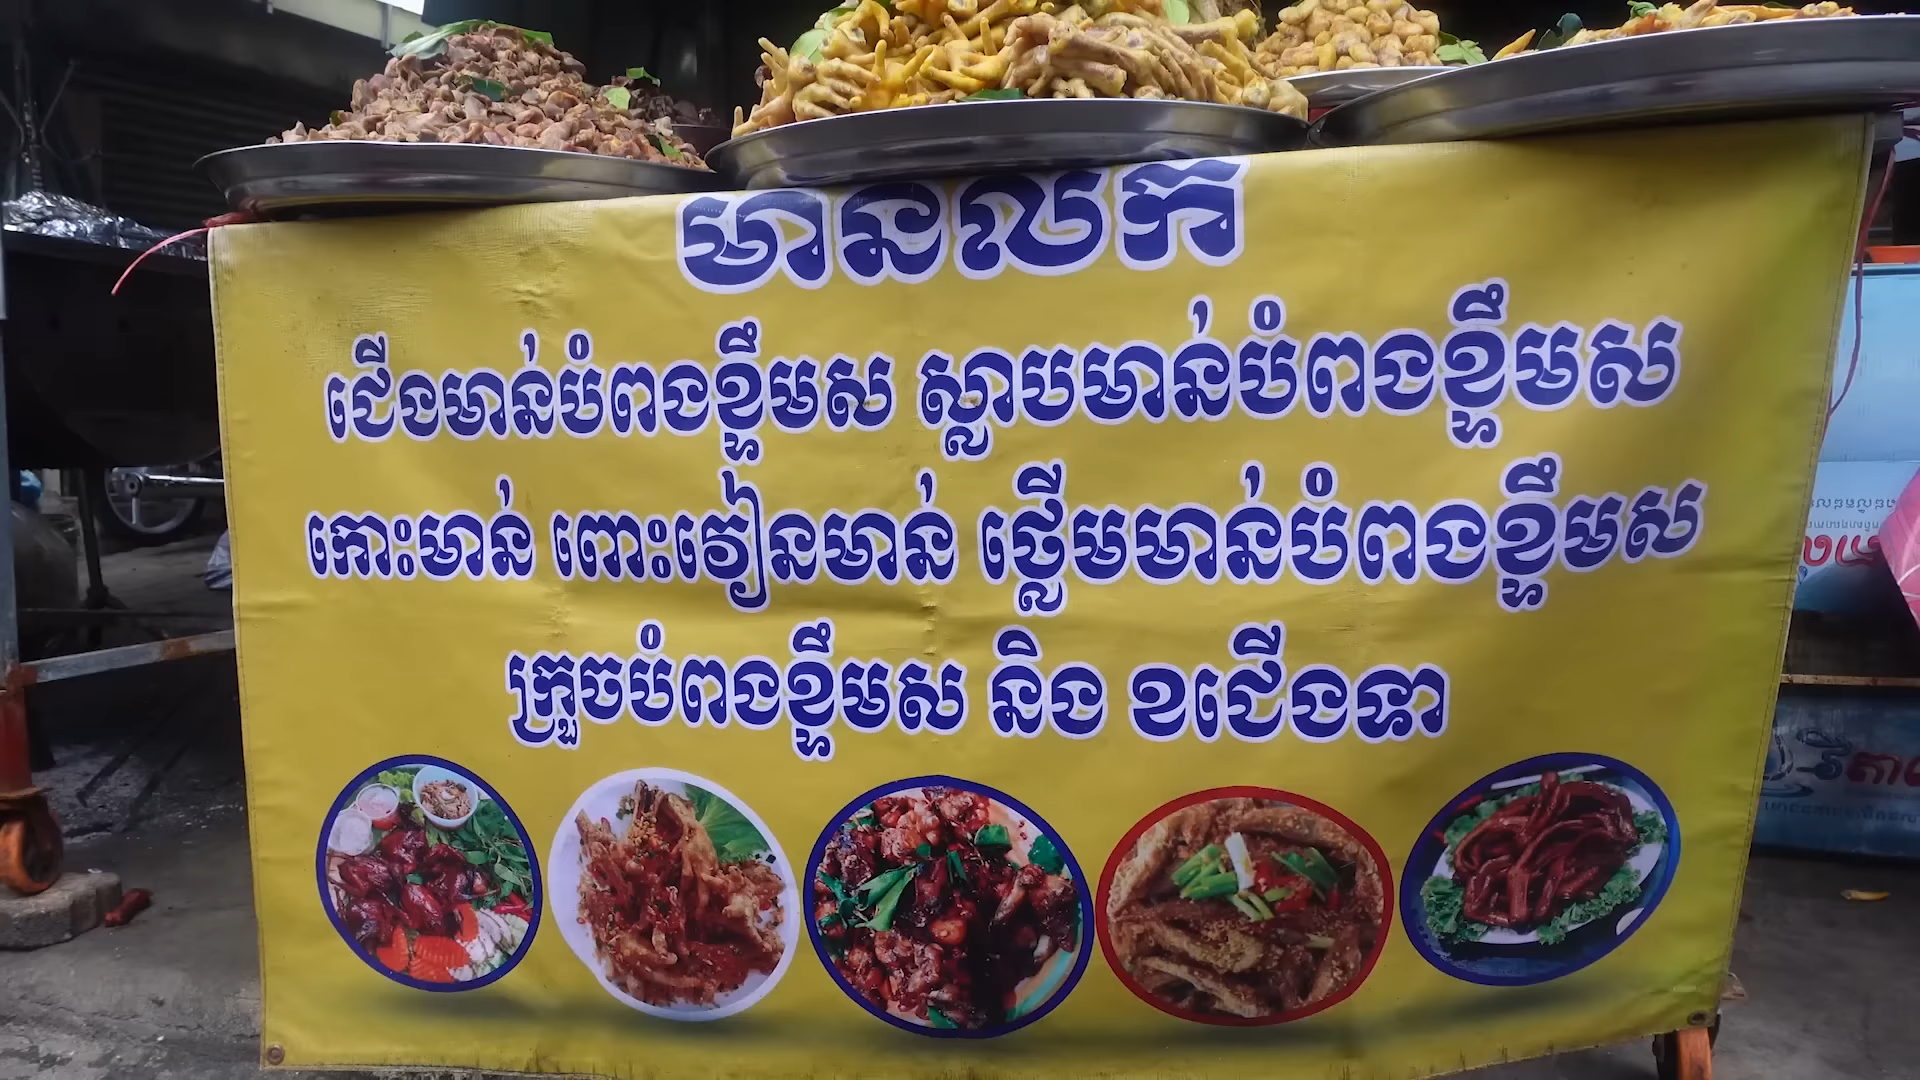 មានលក់
ជើងមាន់បំពងខ្ទឹមស ស្លាបមាន់បំពងខ្ទឹមស
កោះមាន់ ពោះវៀនមាន់ ថ្លើមមាន់បំពងខ្ទឹមស
ក្រួចបំពងខ្ទឹមស និង ខជើងទា